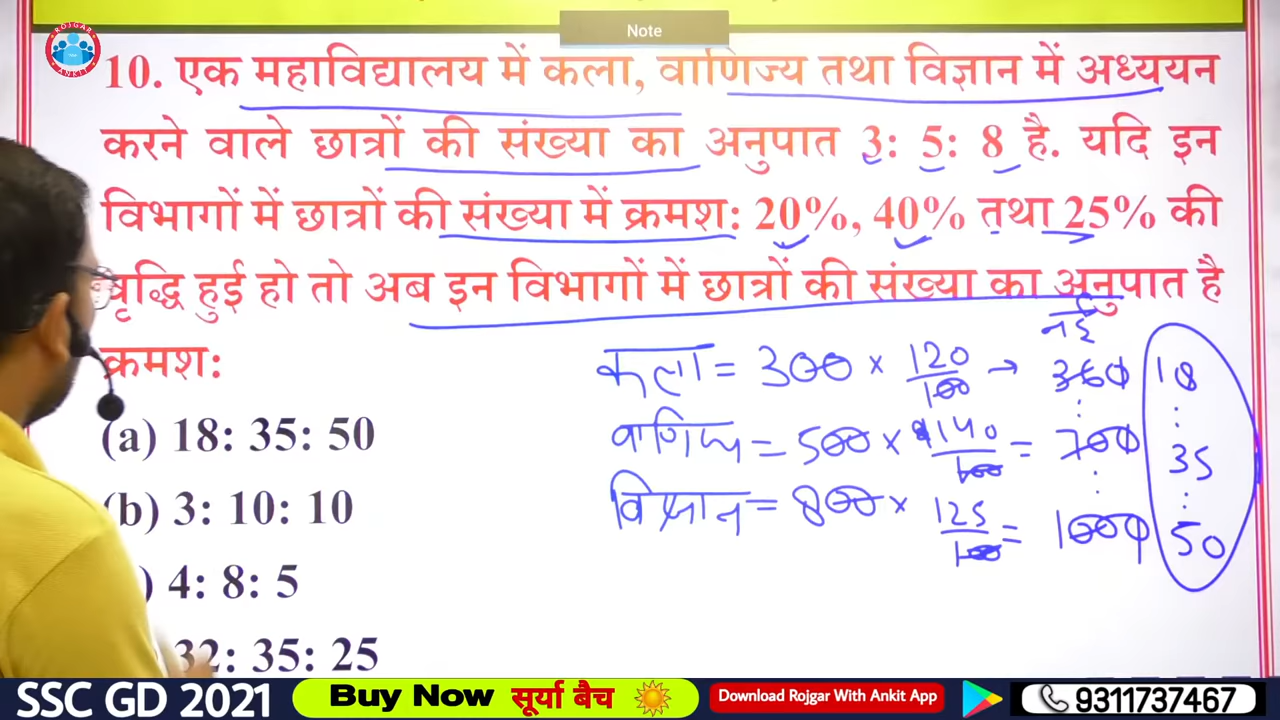 Note
ROJGAR
ANKIT
10. एक महाविद्यालय में कला, वाणिज्य तथा विज्ञान में अध्ययन
करने वाले छात्रों की संख्या का अनुपात 3: 5: 8 है. यदि इन
विभागों में छात्रों की संख्या में क्रमश: 20%, 40% तथा 25% की
वृद्धि हुई हो तो अब इन विभागों में छात्रों की संख्या का अनुपात है
क्रमश:
नई
कला = 300 × 120/100 → 360 18
: :
वाणिज्य = 500 × 140/100 = 700 35
: :
विज्ञान = 800 × 125/100 = 1000 50
(a) 18: 35: 50
(b) 3: 10: 10
) 4: 8: 5
32: 35: 25
SSC GD 2021 Buy Now सूर्या बैच Download Rojgar With Ankit App 9311737467